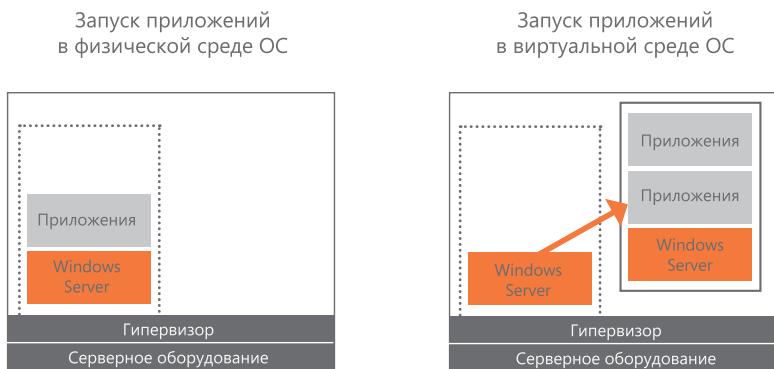 Запуск приложений
в физической среде ОС
Приложения
Windows
Server
Гипервизор
Серверное оборудование
Запуск приложений
в виртуальной среде ОС
Windows
Server
Приложения
Приложения
Windows
Server
Гипервизор
Серверное оборудование